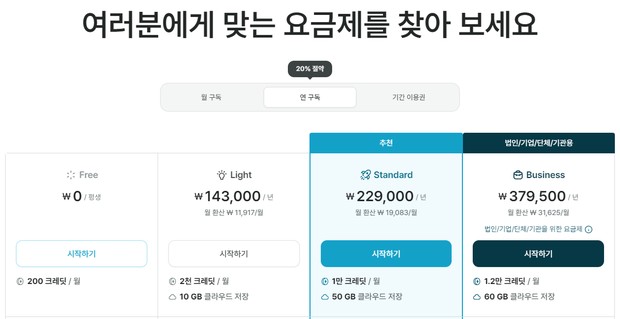 여러분에게 맞는 요금제를 찾아 보세요
20% 절약
월 구독
연 구독
기간 이용권
추천
법인/기업/단체/기관용
Free
₩ 0 / 평생
시작하기
200 크레딧 / 월
Light
₩ 143,000 / 년
월 환산 ₩ 11,917/월
시작하기
2천 크레딧 / 월
10 GB 클라우드 저장
Standard
₩ 229,000 / 년
월 환산 ₩ 19,083/월
시작하기
1만 크레딧 / 월
50 GB 클라우드 저장
Business
₩ 379,500 / 년
월 환산 ₩ 31,625/월
법인/기업/단체/기관을 위한 요금제
시작하기
1.2만 크레딧 / 월
60 GB 클라우드 저장